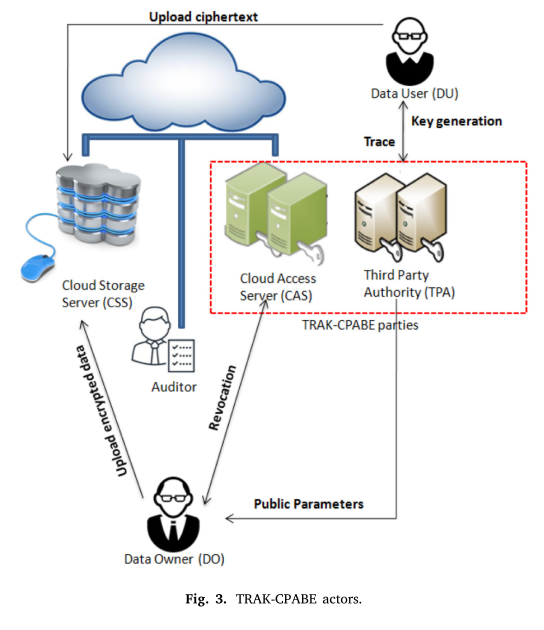 Upload ciphertext
Data User (DU)
Key generation
Trace
Cloud Storage
Server (CSS)
Cloud Access
Server (CAS)
Third Party
Authority (TPA)
TRAK-CPABE parties
Auditor
Upload encrypted data
Revocation
Public Parameters
Data Owner (DO)
Fig. 3. TRAK-CPABE actors.